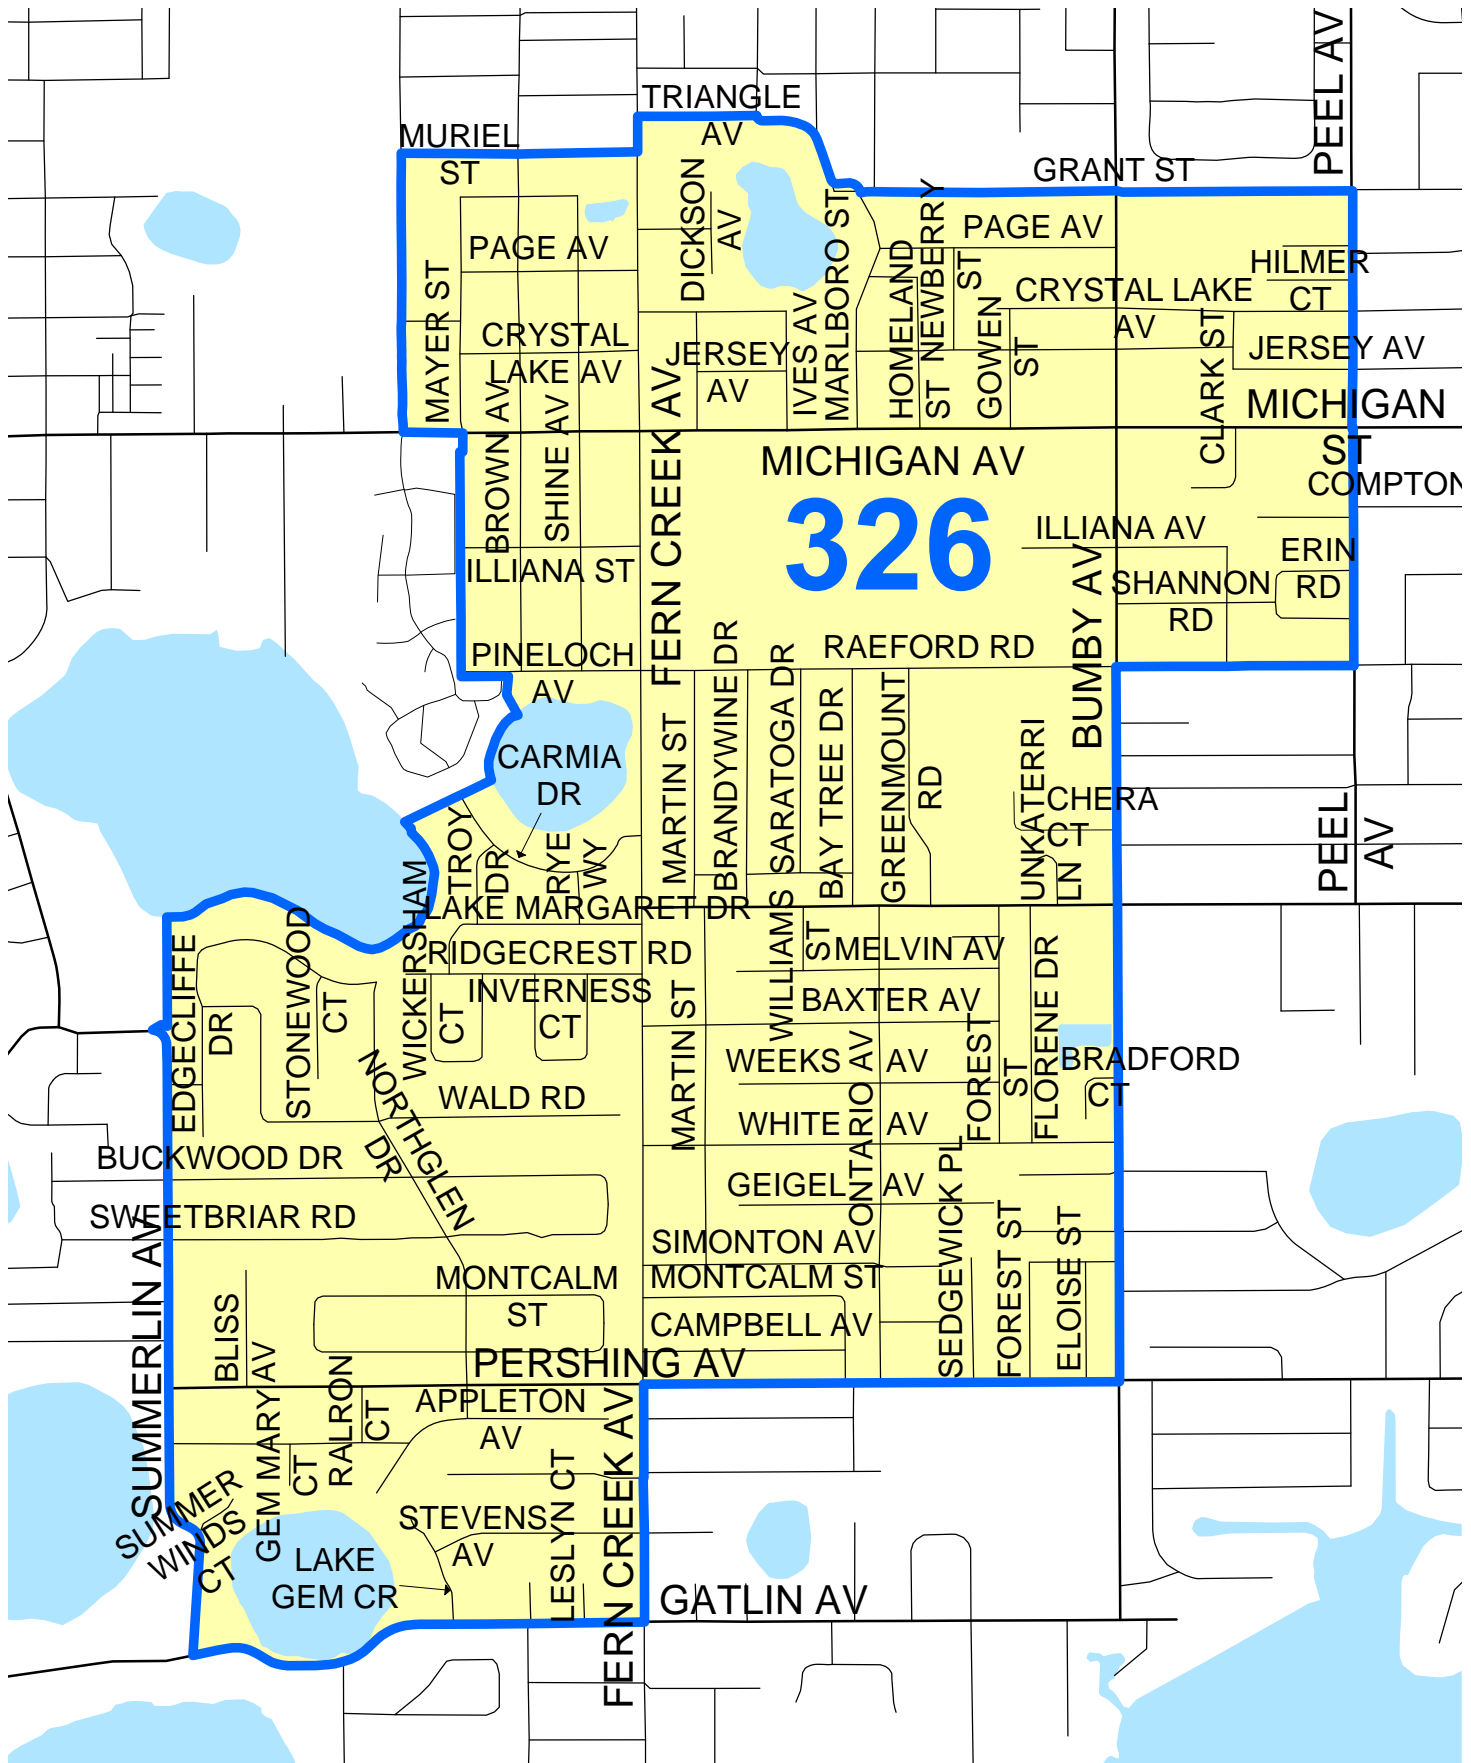 TRIANGLE
AV
PEEL AV
MURIEL
ST
GRANT ST
DICKSON
AV
MARLBORO ST
NEWBERRY
ST
PAGE AV
PAGE AV
HOMELAND
ST
HILMER
CT
MAYER ST
CRYSTAL LAKE
AV
IVES AV
GOWEN
ST
CLARK ST
CRYSTAL
LAKE AV
JERSEY
AV
JERSEY AV
BROWN AV
SHINE AV
FERN CREEK AV
MICHIGAN
ST
MICHIGAN AV
COMPTON
326
ILLIANA AV
ERIN
RD
ILLIANA ST
BUMBY AV
SHANNON
RD
PINELOCH
AV
RAEFORD RD
BRANDYWINE DR
SARATOGA DR
BAY TREE DR
GREENMOUNT
RD
MARTIN ST
UNKATERRI
LN
CARMIA
DR
CHERA
CT
PEEL
AV
TROY
DR
RYE
WY
WICKERSHAM
CT
LAKE MARGARET DR
STONEWOOD
CT
EDGECLIFFE
DR
RIDGECREST RD
WILLIAMS
ST
MELVIN AV
FLORENE DR
INVERNESS
CT
MARTIN ST
BAXTER AV
FOREST
ST
ONTARIO AV
WEEKS AV
BRADFORD
CT
NORTHGLEN
DR
WALD RD
WHITE AV
BUCKWOOD DR
GEIGEL AV
SEDGEWICK PL
SWEETBRIAR RD
SUMMERLIN AV
SIMONTON AV
FOREST ST
ELOISE ST
MONTCALM
ST
MONTCALM ST
BLISS
CAMPBELL AV
PERSHING AV
GEM MARY AV
CT
RALRON
CT
APPLETON
AV
FERN CREEK AV
LESLYN CT
SUMMER
WINDS
CT
STEVENS
AV
LAKE
GEM CR
GATLIN AV